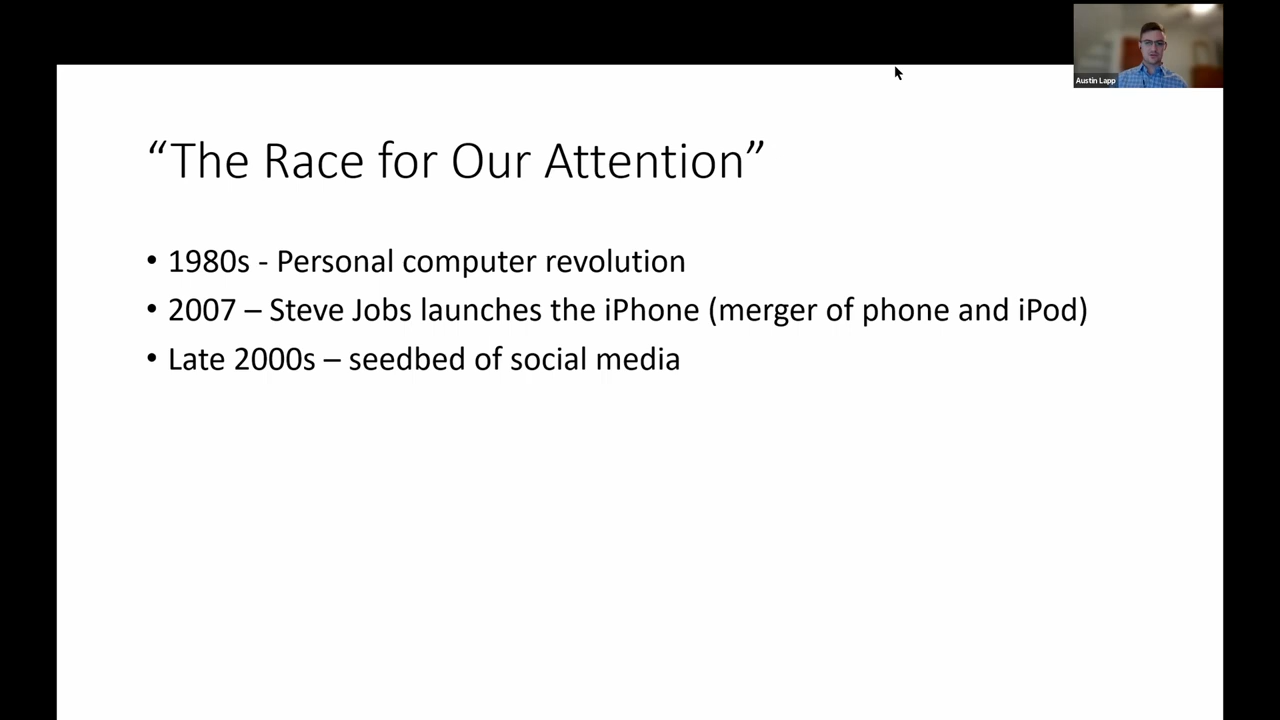 Austin Lapp
“The Race for Our Attention”
• 1980s - Personal computer revolution
• 2007 – Steve Jobs launches the iPhone (merger of phone and iPod)
• Late 2000s – seedbed of social media